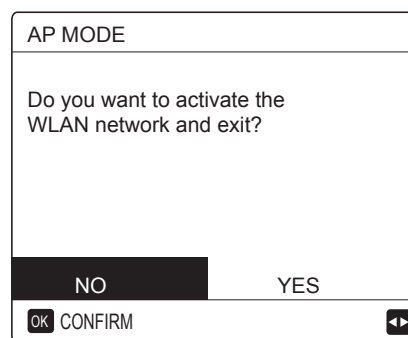 AP MODE
Do you want to activate the
WLAN network and exit?
NO YES
OK CONFIRM